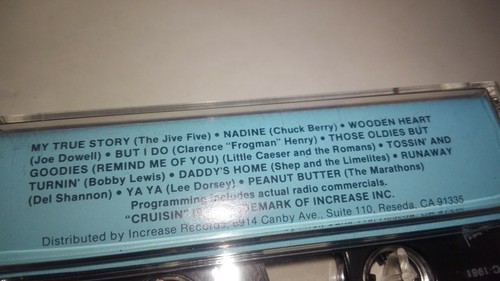 MY TRUE STORY (The Jive Five) • NADINE (Chuck Berry) • WOODEN HEART
(Joe Dowell) • BUT I DO (Clarence "Frogman" Henry) • THOSE OLDIES BUT
GOODIES (REMIND ME OF YOU) (Little Caeser and the Romans) • TOSSIN' AND
TURNIN' (Bobby Lewis) • DADDY'S HOME (Shep and the Limelites) • RUNAWAY
(Del Shannon) • YA YA (Lee Dorsey) • PEANUT BUTTER (The Marathons)
Programming includes actual radio commercials.
"CRUISIN' TRADEMARK OF INCREASE INC.
Distributed by Increase Records, 6914 Canby Ave., Suite 110, Reseda, CA 91335
C 1981